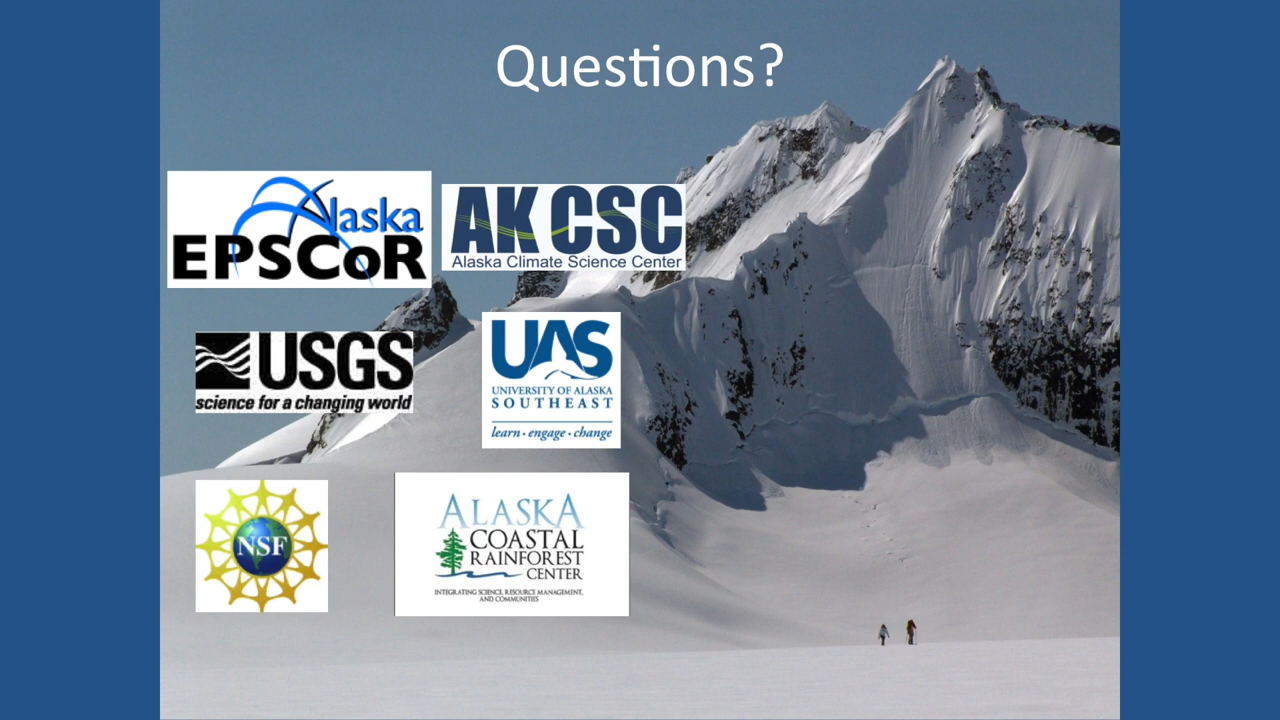 Questions?
Alaska
EPSCoR
AK CSC
Alaska Climate Science Center
USGS
science for a changing world
UAS
UNIVERSITY OF ALASKA
SOUTHEAST
learn • engage • change
NSF
ALASKA
COASTAL
RAINFOREST
CENTER
INTEGRATING SCIENCE, RESOURCE MANAGEMENT,
AND COMMUNITIES